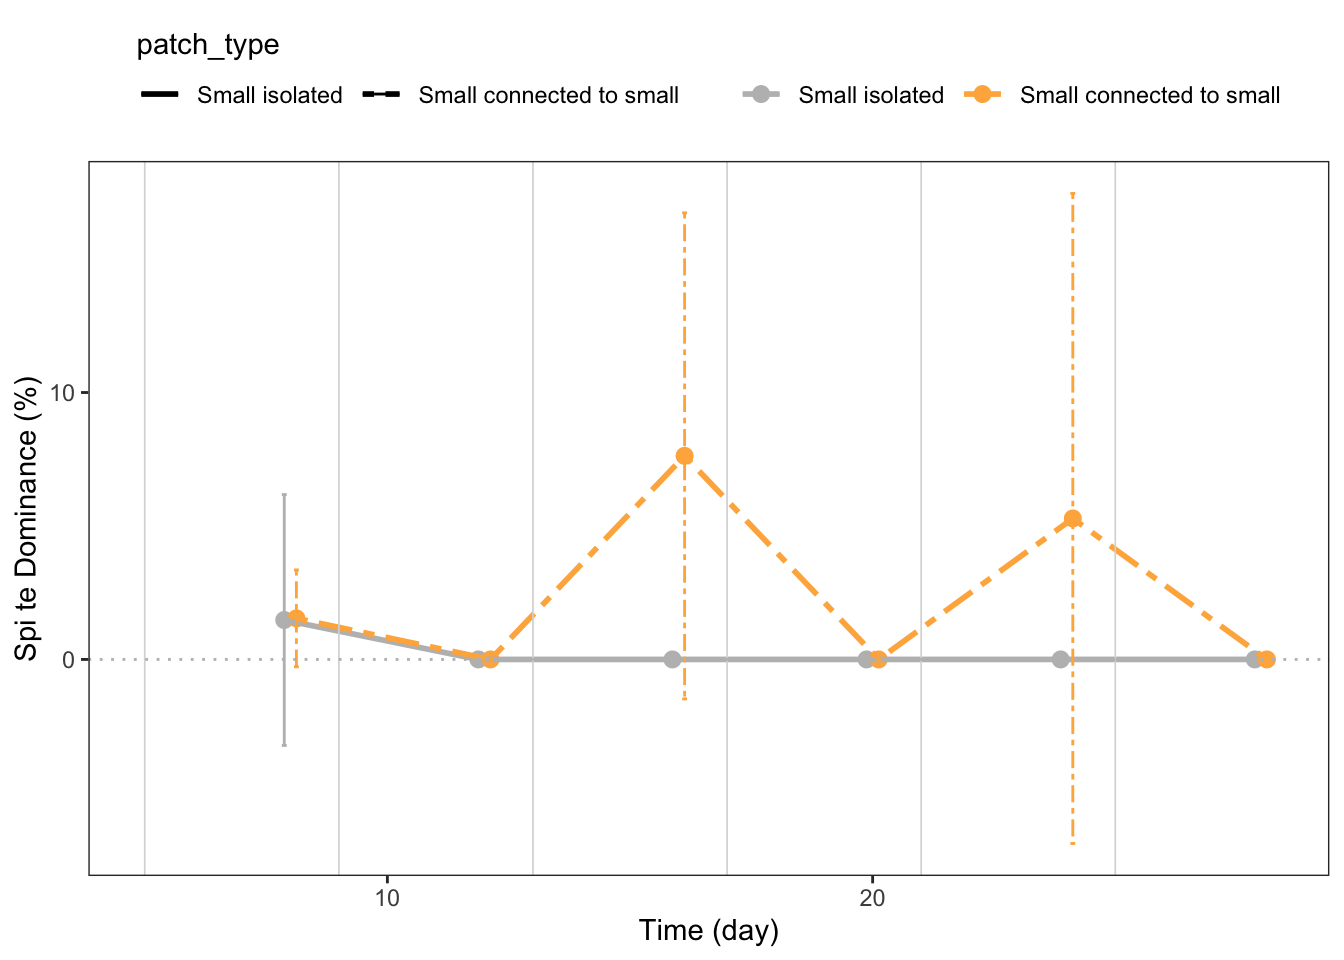 patch_type
Small isolated Small connected to small Small isolated Small connected to small
Spi te Dominance (%)
10
0
10 20
Time (day)